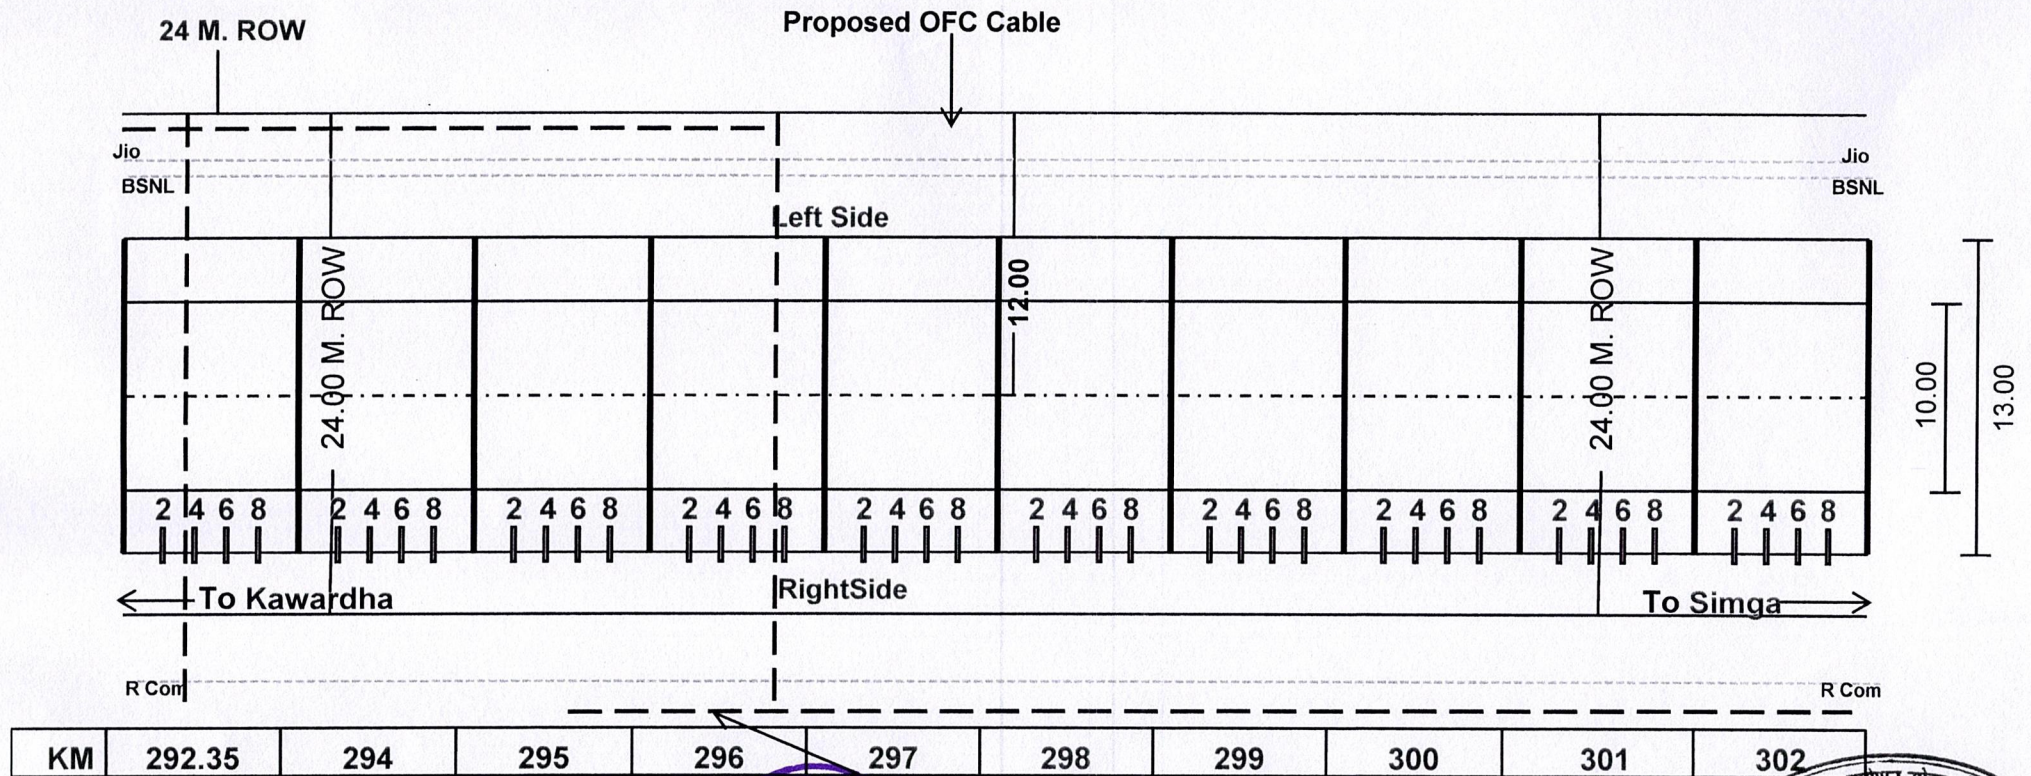 24 M. ROW
Proposed OFC Cable
Jio
Jio
BSNL
BSNL
Left Side
24.00 M. ROW
12.00
24.00 M. ROW
10.00
13.00
2 4 6 8 2 4 6 8 2 4 6 8 2 4 6 8 2 4 6 8 2 4 6 8 2 4 6 8 2 4 6 8 2 4 6 8 2 4 6 8
To Kawardha
RightSide
To Simga
R Com
R Com
KM 292.35 294 295 296 297 298 299 300 301 302